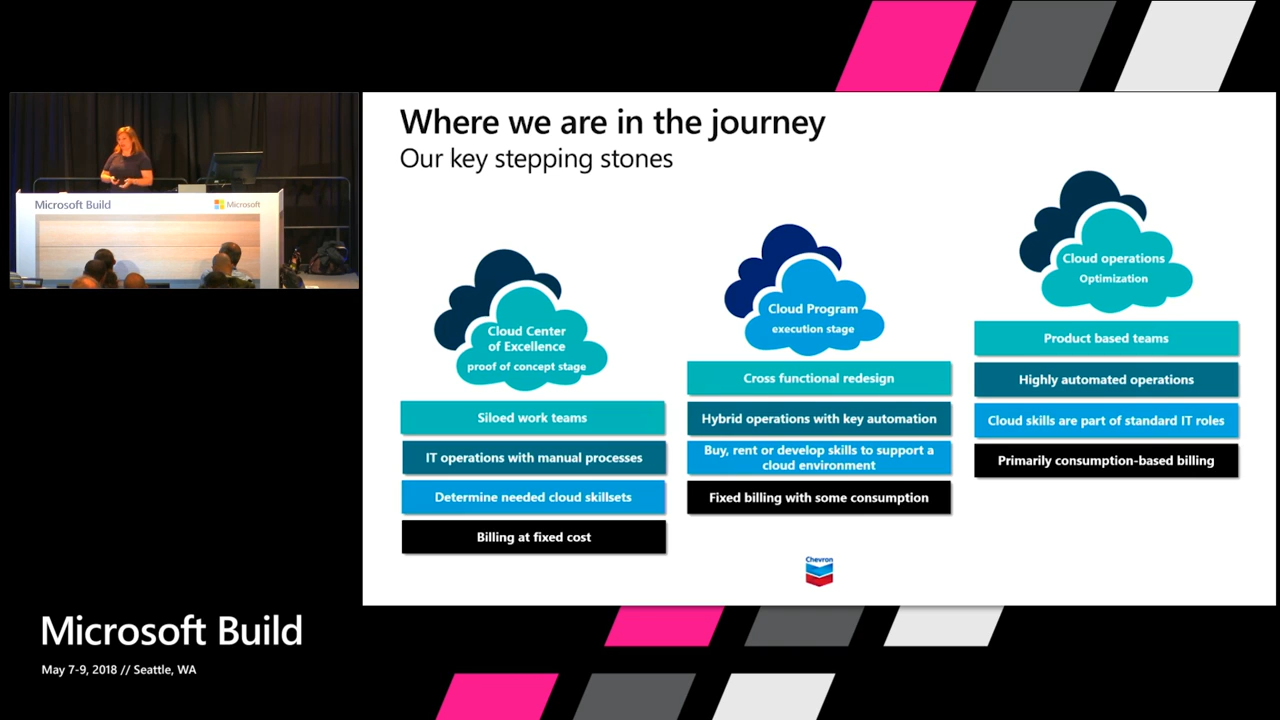 Where we are in the journey
Our key stepping stones
Microsoft Build
Microsoft
Cloud Center
of Excellence
proof of concept stage
Siloed work teams
IT operations with manual processes
Determine needed cloud skillsets
Billing at fixed cost
Cloud Program
execution stage
Cross functional redesign
Hybrid operations with key automation
Buy, rent or develop skills to support a
cloud environment
Fixed billing with some consumption
Cloud operations
Optimization
Product based teams
Highly automated operations
Cloud skills are part of standard IT roles
Primarily consumption-based billing
Chevron
Microsoft Build
May 7-9, 2018 // Seattle, WA